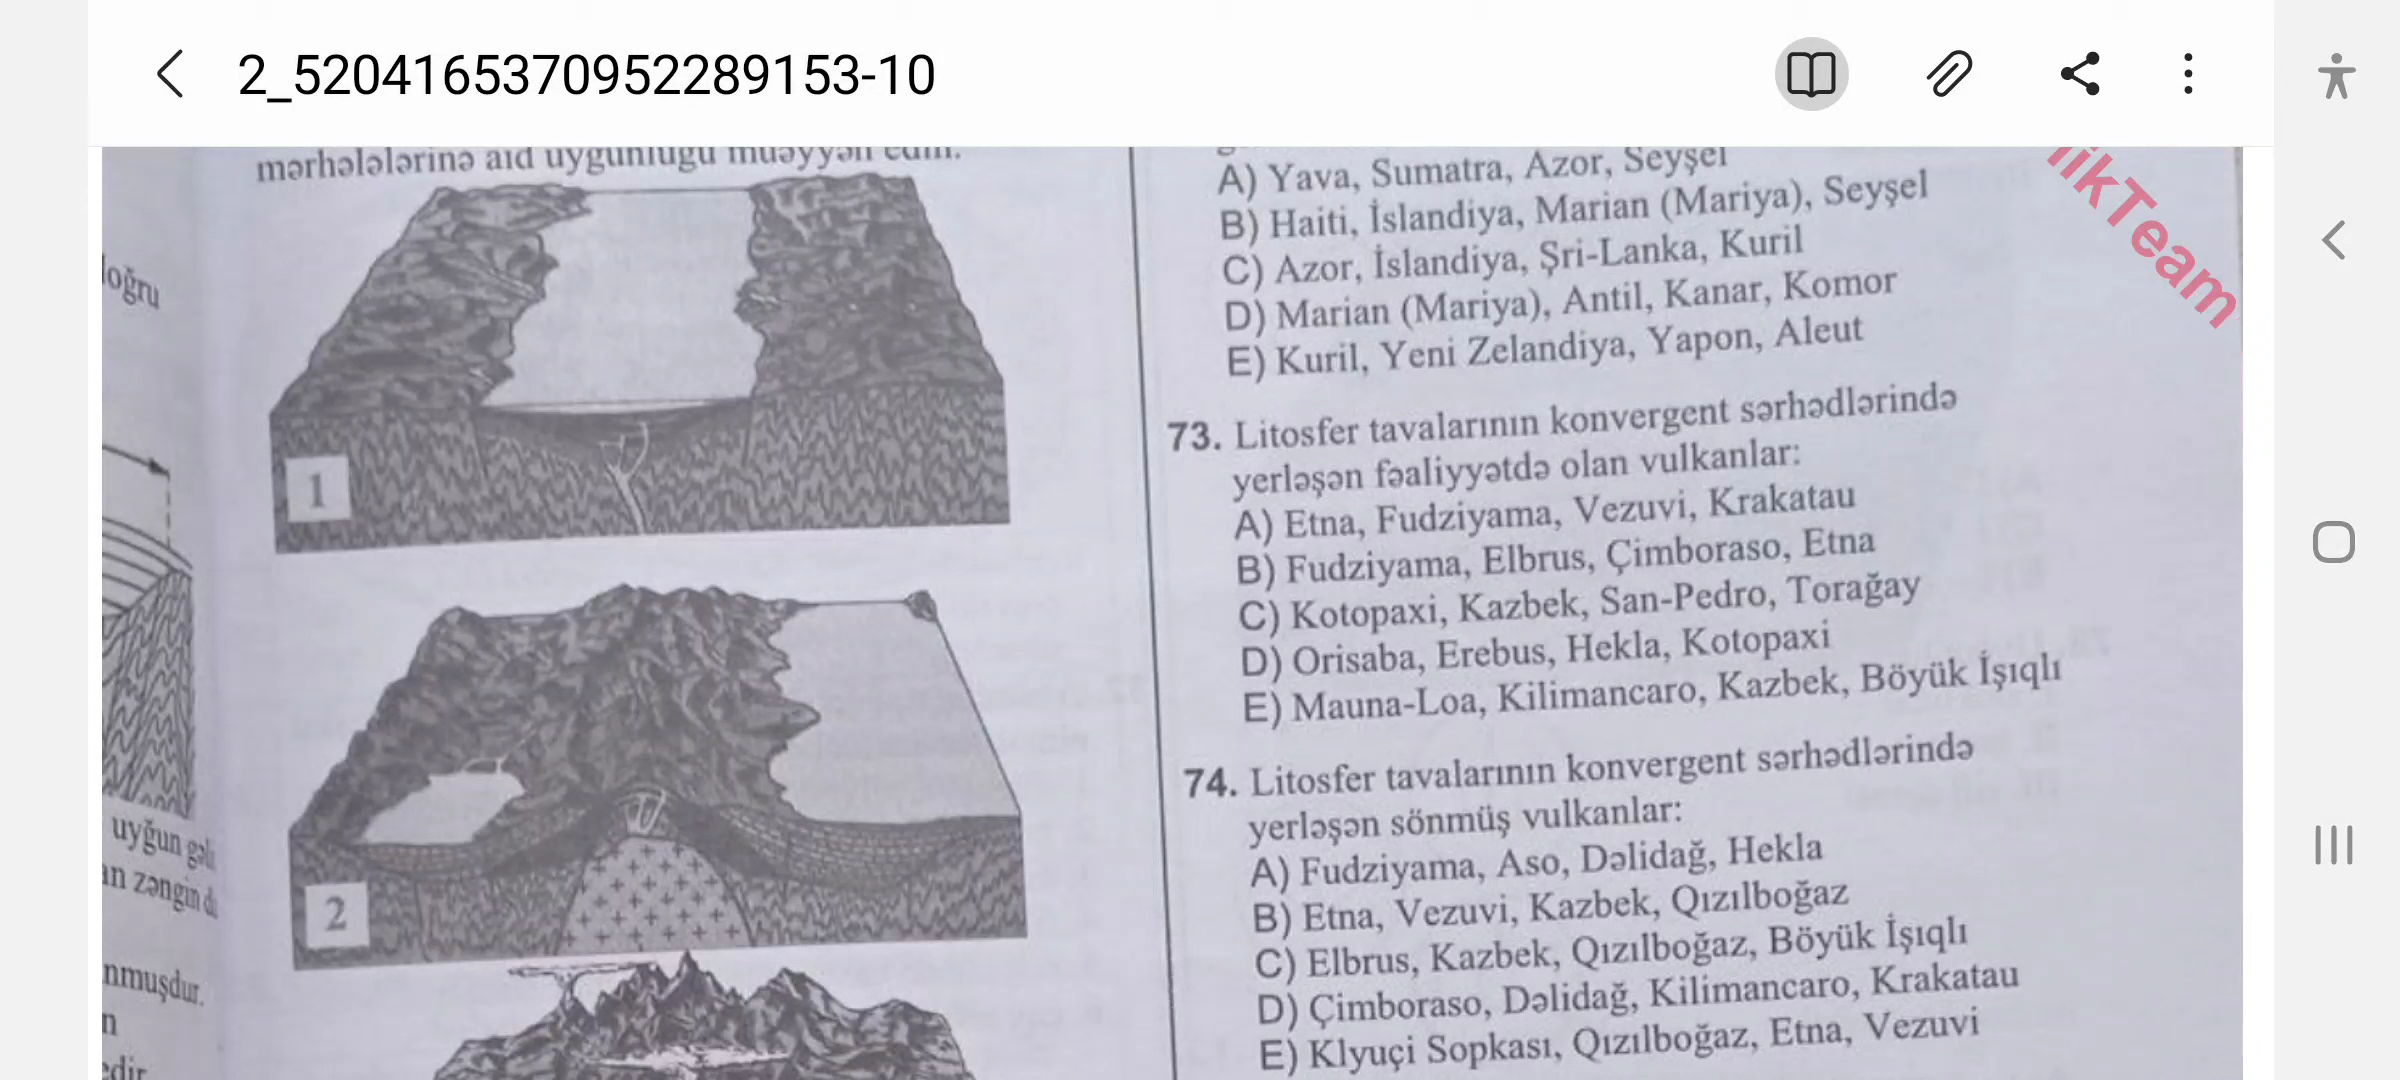 2_5204165370952289153-10
mərhələlərinə aid uyğunluğu müəyyən edin.
1
2
loğru
uyğun gəli
an zəngin
nmuşdur.
n
edir
A) Yava, Sumatra, Azor, Seyşel
B) Haiti, İslandiya, Marian (Mariya), Seyşel
C) Azor, İslandiya, Şri-Lanka, Kuril
D) Marian (Mariya), Antil, Kanar, Komor
E) Kuril, Yeni Zelandiya, Yapon, Aleut
73. Litosfer tavalarının konvergent sərhədlərində
yerləşən fəaliyyətdə olan vulkanlar:
A) Etna, Fudziyama, Vezuvi, Krakatau
B) Fudziyama, Elbrus, Çimboraso, Etna
C) Kotopaxi, Kazbek, San-Pedro, Torağay
D) Orisaba, Erebus, Hekla, Kotopaxi
E) Mauna-Loa, Kilimancaro, Kazbek, Böyük İşıqlı
74. Litosfer tavalarının konvergent sərhədlərində
yerləşən sönmüş vulkanlar:
A) Fudziyama, Aso, Dəlidağ, Hekla
B) Etna, Vezuvi, Kazbek, Qızılboğaz
C) Elbrus, Kazbek, Qızılboğaz, Böyük İşıqlı
D) Çimboraso, Dəlidağ, Kilimancaro, Krakatau
E) Klyuçi Sopkası, Qızılboğaz, Etna, Vezuvi
likTeam